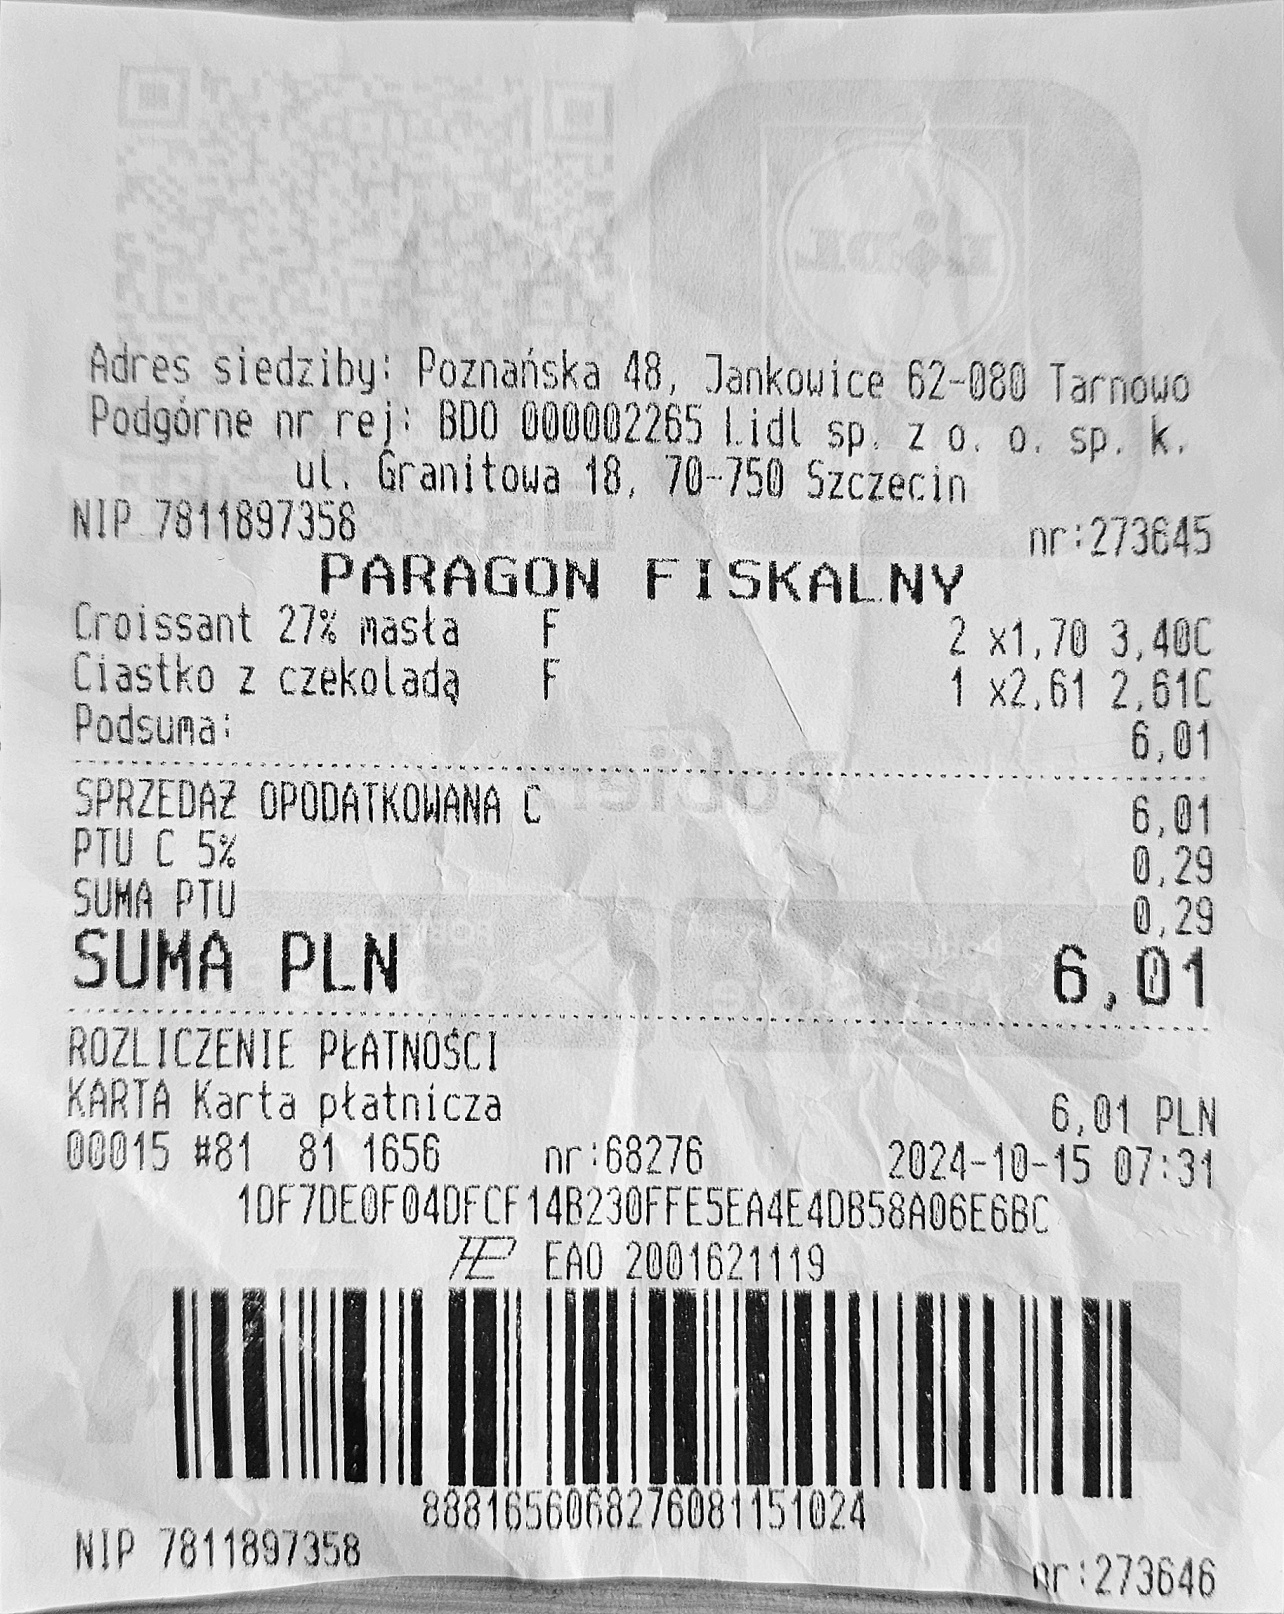 Adres siedziby: Poznańska 48, Jankowice 62-080 Tarnowo
Podgórne nr rej: BDO 000002265 Lidl sp. z o. o. sp. k.
ul. Granitowa 18, 70-750 Szczecin
NIP 7811897358 nr:273645
PARAGON FISKALNY
Croissant 27% masła F 2 x1,70 3,40C
Ciastko z czekoladą F 1 x2,61 2,61C
Podsuma: 6,01
SPRZEDAŻ OPODATKOWANA C 6,01
PTU C 5% 0,29
SUMA PTU 0,29
SUMA PLN 6,01
ROZLICZENIE PŁATNOŚCI
KARTA Karta płatnicza 6,01 PLN
00015 #81 81 1656 nr:68276 2024-10-15 07:31
1DF7DE0F04DFCF14B230FFE5EA4E4DB58A06E6BC
EAO 2001621119
8881656068276081151024
NIP 7811897358 nr:273646